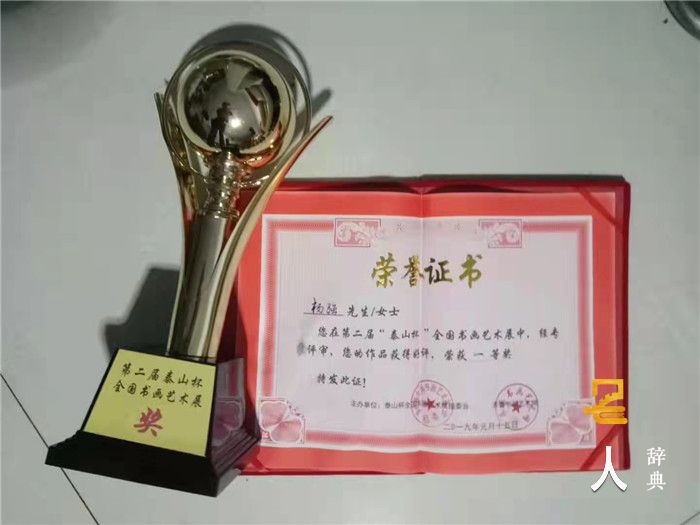 第二届泰山杯
全国书画艺术展
奖
荣誉证书
杨强 先生/女士
您在第二届“泰山杯”全国书画艺术展中,经专
评审,您的作品获得好评,荣获 一 等奖
特发此证!
主办单位:泰山杯全国
二〇一九年元月十五日
名人
辞典